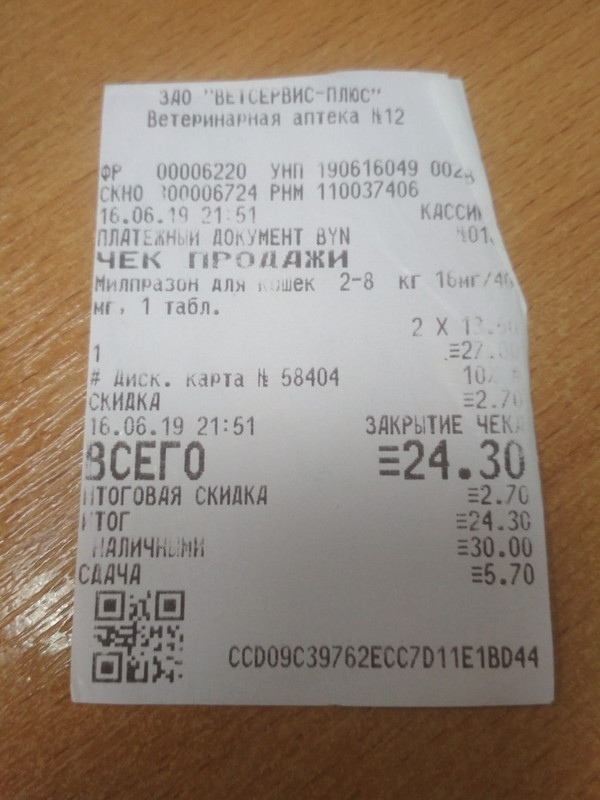 ЗАО "ВЕТСЕРВИС-ПЛЮС"
Ветеринарная аптека №12
ФР 00006220 УНП 190616049
СКНО 300006724 РНМ 110037406
16.06.19 21:51
ПЛАТЕЖНЫЙ ДОКУМЕНТ BYN
ЧЕК ПРОДАЖИ
Милпразон для кошек 2-8 кг 16мг/40
мг, 1 табл.
2 X 13.50
1 ≡27.00
# Диск. карта № 58404
СКИДКА ≡2.70
16.06.19 21:51 ЗАКРЫТИЕ ЧЕКА
ВСЕГО ≡24.30
ИТОГОВАЯ СКИДКА ≡2.70
ИТОГ ≡24.30
НАЛИЧНЫМИ ≡30.00
СДАЧА ≡5.70
CCD09C39762ECC7D11E1BD44